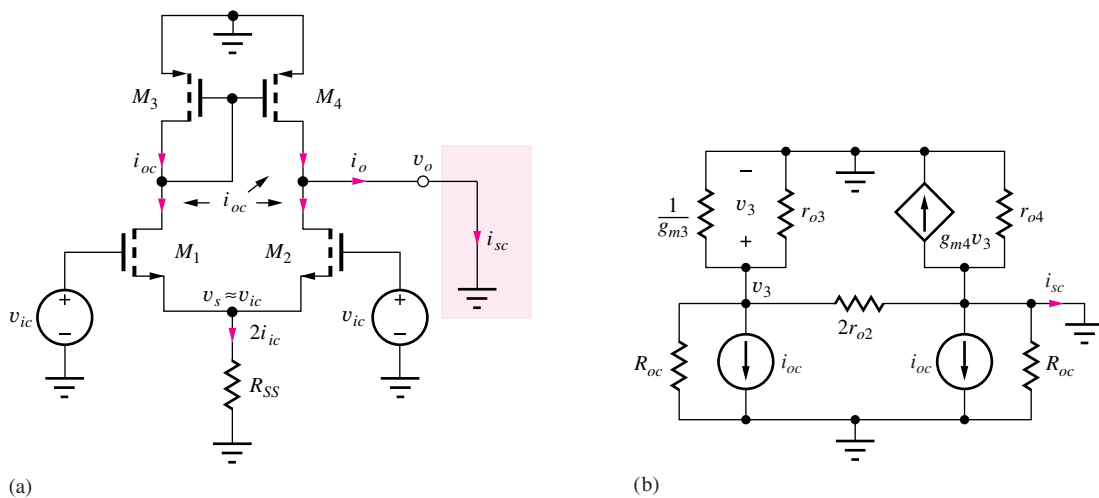 M3
M4
ioc
io
vo
ioc
isc
M1
M2
vic
+
−
vs ≈ vic
vic
+
−
2iic
RSS
(a)
1/gm3
−
v3
+
ro3
gm4v3
ro4
v3
isc
2ro2
Roc
ioc
ioc
Roc
(b)